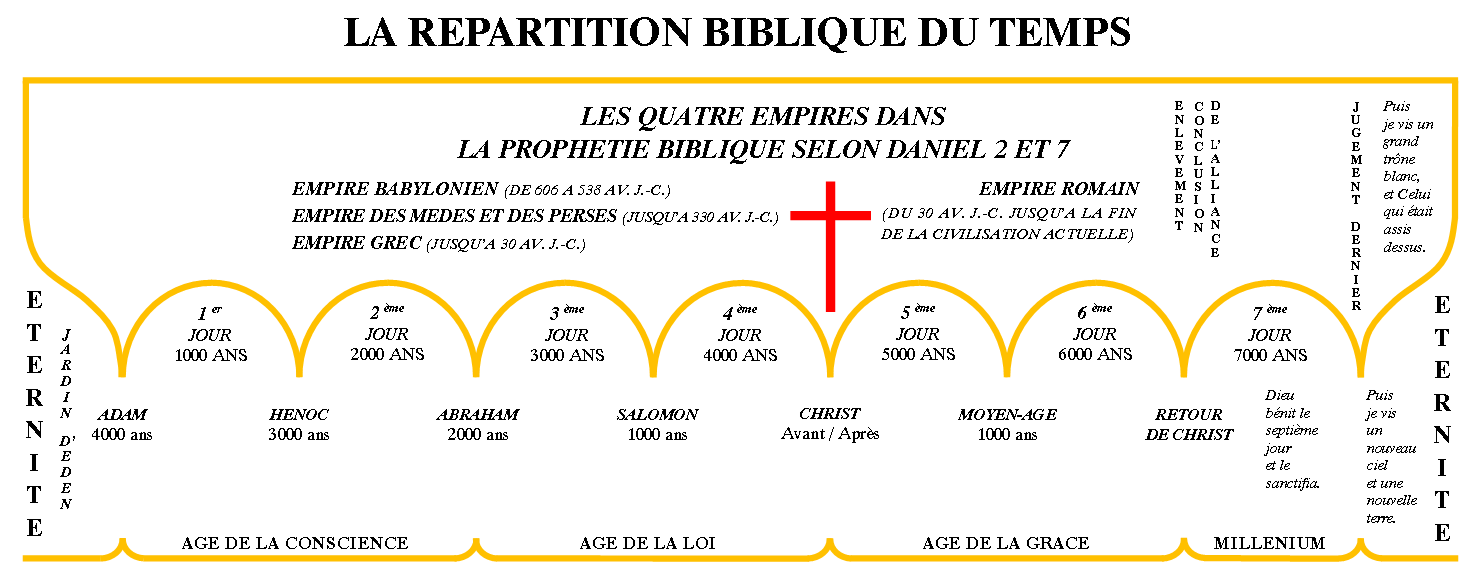 LA REPARTITION BIBLIQUE DU TEMPS
LES QUATRE EMPIRES DANS
LA PROPHETIE BIBLIQUE SELON DANIEL 2 ET 7
EMPIRE BABYLONIEN (DE 606 A 538 AV. J.-C.)
EMPIRE DES MEDES ET DES PERSES (JUSQU'A 330 AV. J.-C.)
EMPIRE GREC (JUSQU'A 30 AV. J.-C.)
EMPIRE ROMAIN
(DU 30 AV. J.-C. JUSQU'A LA FIN
DE LA CIVILISATION ACTUELLE)
ENLEVEMENT
CONCLUSION
DE L'ALLIANCE
JUGEMENT DERNIER
Puis
je vis un
grand
trône
blanc,
et Celui
qui était
assis
dessus.
ETERNITE
JARDIN D'EDEN
1 er
JOUR
1000 ANS
2 ème
JOUR
2000 ANS
3 ème
JOUR
3000 ANS
4 ème
JOUR
4000 ANS
5 ème
JOUR
5000 ANS
6 ème
JOUR
6000 ANS
7 ème
JOUR
7000 ANS
ADAM
4000 ans
HENOC
3000 ans
ABRAHAM
2000 ans
SALOMON
1000 ans
CHRIST
Avant / Après
MOYEN-AGE
1000 ans
RETOUR
DE CHRIST
Dieu
bénit le
septième
jour
et le
sanctifia.
Puis
je vis
un
nouveau
ciel
et une
nouvelle
terre.
ETERNITE
AGE DE LA CONSCIENCE
AGE DE LA LOI
AGE DE LA GRACE
MILLENIUM